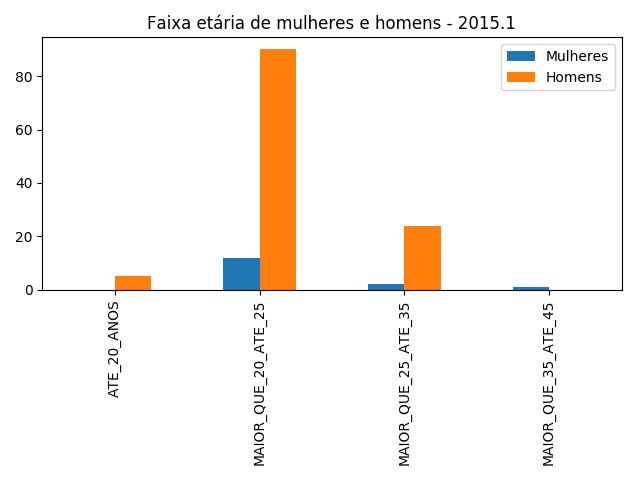 Faixa etária de mulheres e homens - 2015.1
Mulheres
Homens
80
60
40
20
0
ATE_20_ANOS
MAIOR_QUE_20_ATE_25
MAIOR_QUE_25_ATE_35
MAIOR_QUE_35_ATE_45